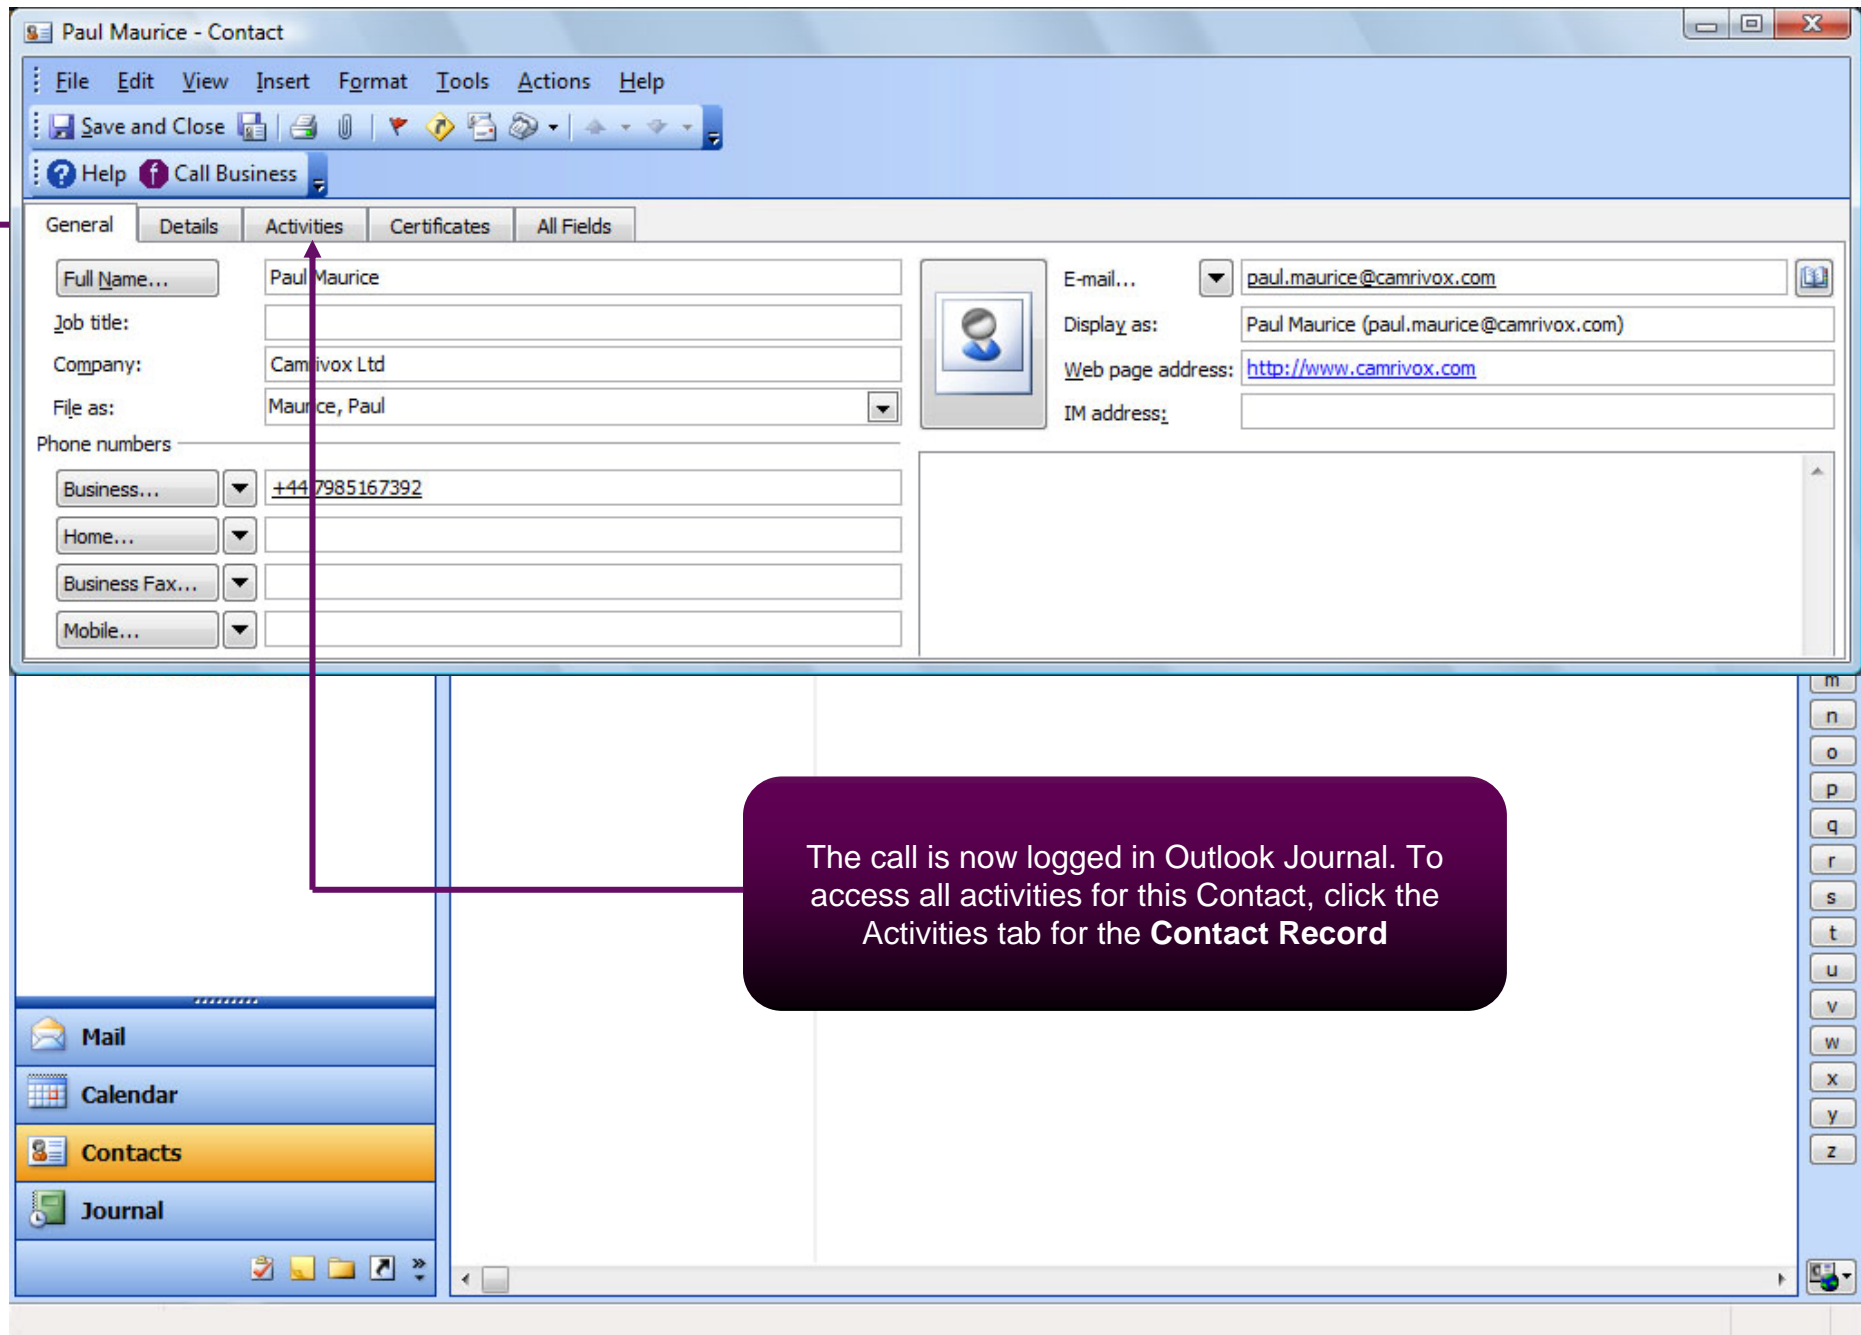 Paul Maurice - Contact
File Edit View Insert Format Tools Actions Help
Save and Close
Help Call Business
General Details Activities Certificates All Fields
Full Name... Paul Maurice
Job title:
Company: Camrivox Ltd
File as: Maurice, Paul
E-mail... paul.maurice@camrivox.com
Display as: Paul Maurice (paul.maurice@camrivox.com)
Web page address: http://www.camrivox.com
IM address:
Phone numbers
Business... +44 7985167392
Home...
Business Fax...
Mobile...
m
n
o
p
q
r
s
t
u
v
w
x
y
z
The call is now logged in Outlook Journal. To
access all activities for this Contact, click the
Activities tab for the Contact Record
Mail
Calendar
Contacts
Journal